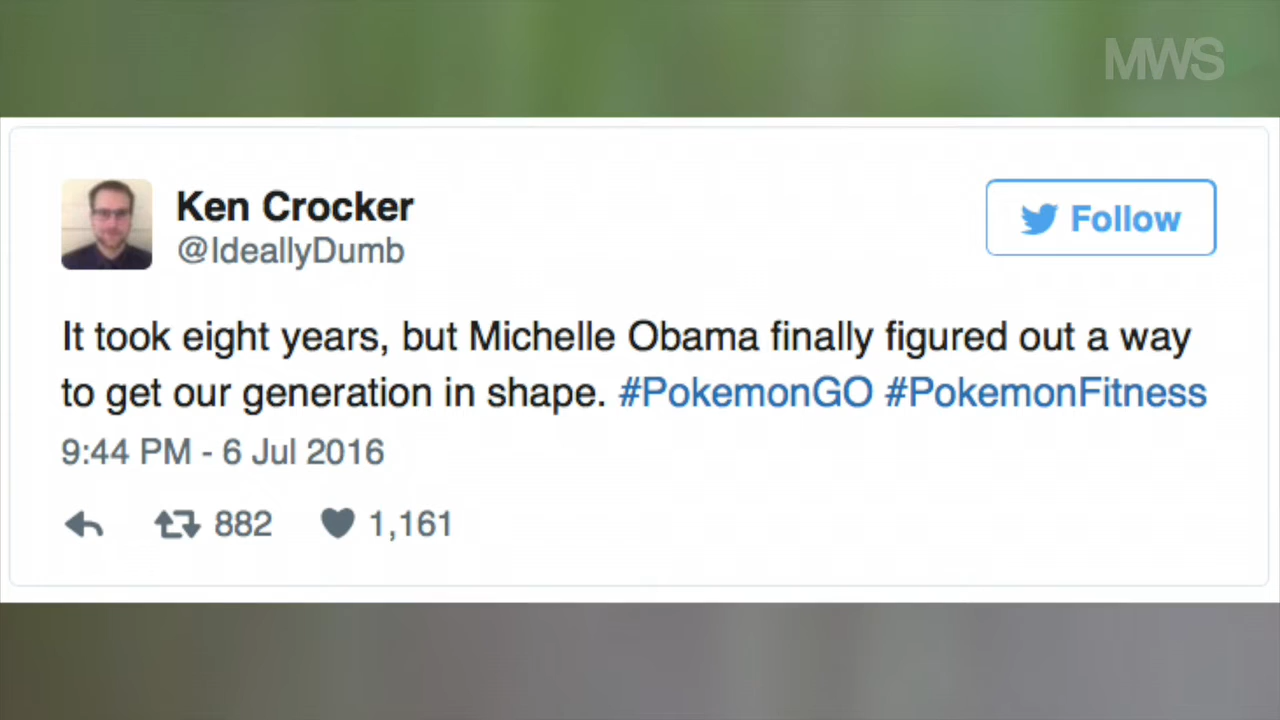 MWS
Ken Crocker
@IdeallyDumb
Follow
It took eight years, but Michelle Obama finally figured out a way
to get our generation in shape. #PokemonGO #PokemonFitness
9:44 PM - 6 Jul 2016
882 1,161